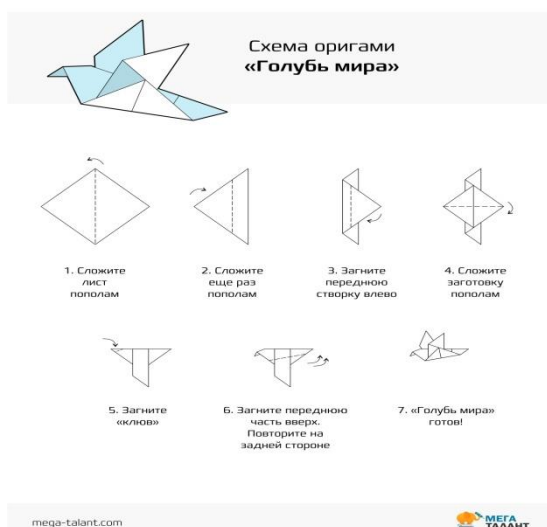 Схема оригами
«Голубь мира»
1. Сложите
лист
пополам
2. Сложите
еще раз
пополам
3. Загните
переднюю
створку влево
4. Сложите
заготовку
пополам
5. Загните
«клюв»
6. Загните переднюю
часть вверх.
Повторите на
задней стороне
7. «Голубь мира»
готов!
mega-talant.com
МЕГА
ТАЛАНТ